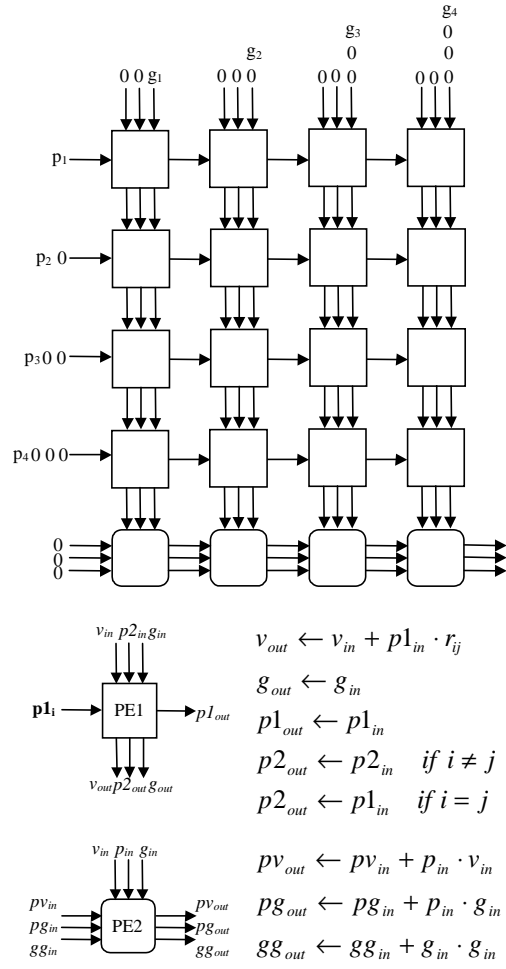 g4
0
g3 0
g2 0 0
0 0 g1 0 0 0 0 0 0 0 0 0
p1
p2 0
p3 0 0
p4 0 0 0
0
0
0
vin p2in gin
p1i PE1 p1out
vout p2out gout
vout ← vin + p1in · rij
gout ← gin
p1out ← p1in
p2out ← p2in if i ≠ j
p2out ← p1in if i = j
vin pin gin
pvin pvout
pgin PE2 pgout
ggin ggout
pvout ← pvin + pin · vin
pgout ← pgin + pin · gin
ggout ← ggin + gin · gin